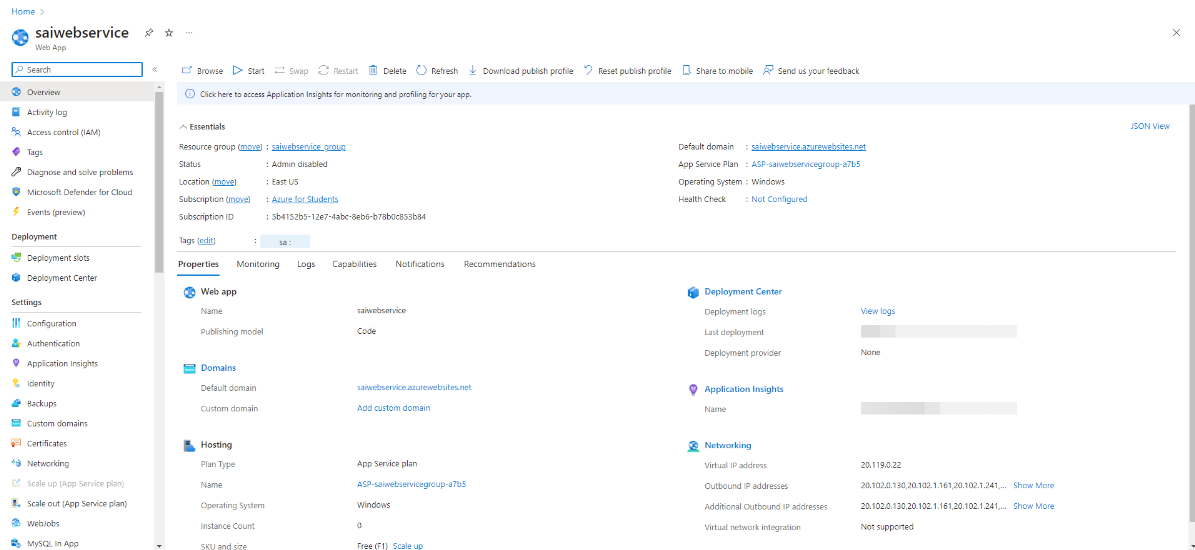 Home
saiwebservice
Web App
Search
Browse Start Swap Restart Delete Refresh Download publish profile Reset publish profile Share to mobile Send us your feedback
Click here to access Application Insights for monitoring and profiling for your app.
Overview
Activity log
Access control (IAM)
Tags
Diagnose and solve problems
Microsoft Defender for Cloud
Events (preview)
Deployment
Deployment slots
Deployment Center
Settings
Configuration
Authentication
Application Insights
Identity
Backups
Custom domains
Certificates
Networking
Scale up (App Service plan)
Scale out (App Service plan)
WebJobs
MySQL In App
Essentials
JSON View
Resource group (move) : saiwebservice_group
Status : Admin disabled
Location (move) : East US
Subscription (move) : Azure for Students
Subscription ID : 5b4152b5-12e7-4abc-8eb6-b78b0c853b84
Default domain : saiwebservice.azurewebsites.net
App Service Plan : ASP-saiwebservicegroup-a7b5
Operating System : Windows
Health Check : Not Configured
Tags (edit) : sa :
Properties Monitoring Logs Capabilities Notifications Recommendations
Web app
Name saiwebservice
Publishing model Code
Domains
Default domain saiwebservice.azurewebsites.net
Custom domain Add custom domain
Hosting
Plan Type App Service plan
Name ASP-saiwebservicegroup-a7b5
Operating System Windows
Instance Count 0
SKU and size Free (F1) Scale up
Deployment Center
Deployment logs View logs
Last deployment
Deployment provider None
Application Insights
Name
Networking
Virtual IP address 20.119.0.22
Outbound IP addresses 20.102.0.130,20.102.1.161,20.102.1.241,... Show More
Additional Outbound IP addresses 20.102.0.130,20.102.1.161,20.102.1.241,... Show More
Virtual network integration Not supported